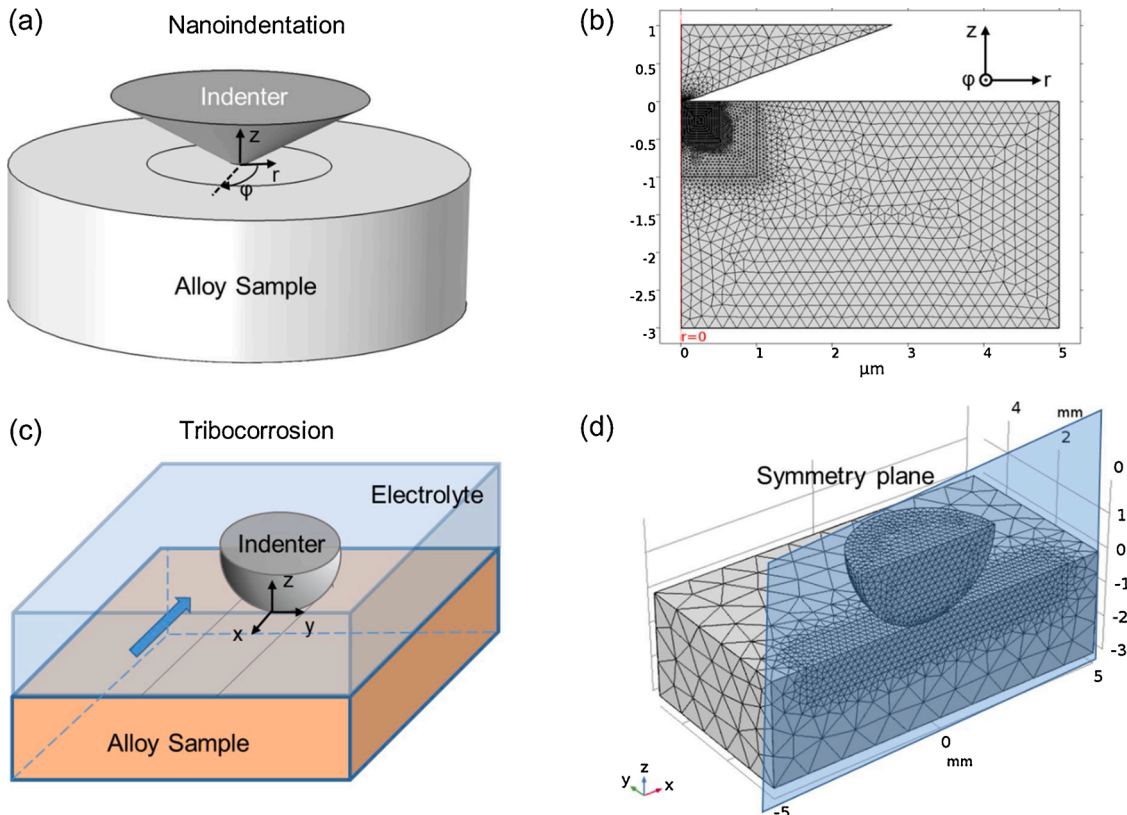 (a)
Nanoindentation
Indenter
z
r
φ
Alloy Sample
(b)
1
0.5
0
-0.5
-1
-1.5
-2
-2.5
-3
z
φ
r
r=0
0
1
2
3
4
5
μm
(c)
Tribocorrosion
Electrolyte
Indenter
z
x
y
Alloy Sample
(d)
4
mm
2
0
Symmetry plane
1
0
-1
-2
-3
5
0
mm
-5
z
y
x